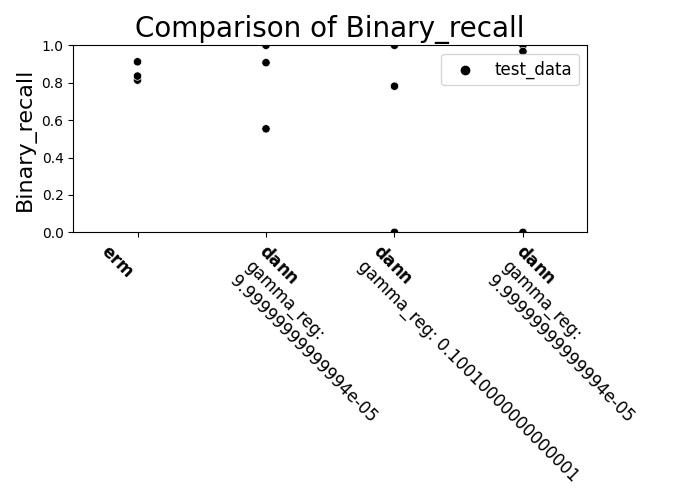 Comparison of Binary_recall
Binary_recall
1.0
0.8
0.6
0.4
0.2
0.0
test_data
erm
dann
gamma_reg:
9.99999999999994e-05
dann
gamma_reg: 0.10010000000000001
dann
gamma_reg:
9.99999999999994e-05